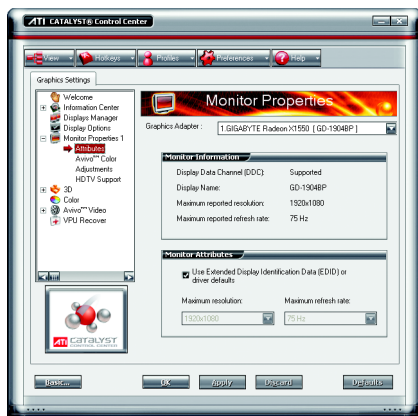 ATI CATALYST® Control Center
View
Hotkeys
Profiles
Preferences
Help
Graphics Settings
Welcome
Information Center
Displays Manager
Display Options
Monitor Properties 1
Attributes
Avivo™ Color
Adjustments
HDTV Support
3D
Color
Avivo™ Video
VPU Recover
ATI CATALYST
CONTROL CENTER
Monitor Properties
Graphics Adapter :
1.GIGABYTE Radeon X1550 [ GD-1904BP ]
Monitor Information
Display Data Channel (DDC): Supported
Display Name: GD-1904BP
Maximum reported resolution: 1920x1080
Maximum reported refresh rate: 75 Hz
Monitor Attributes
Use Extended Display Identification Data (EDID) or
driver defaults
Maximum resolution: Maximum refresh rate:
1920x1080 75 Hz
Basic... OK Apply Discard Defaults